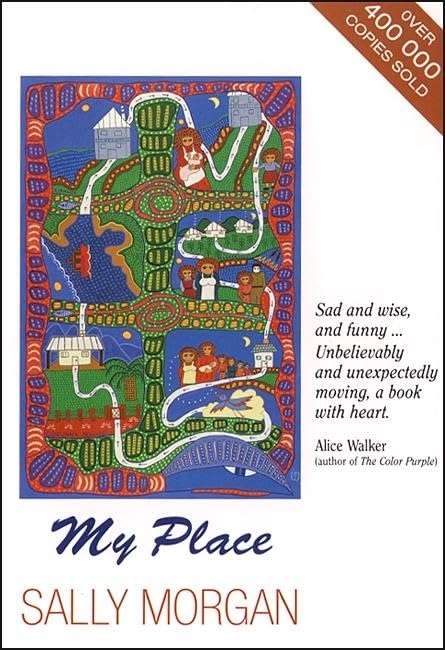 OVER
400 000
COPIES SOLD
Sad and wise,
and funny ...
Unbelievably
and unexpectedly
moving, a book
with heart.
Alice Walker
(author of The Color Purple)
My Place
SALLY MORGAN